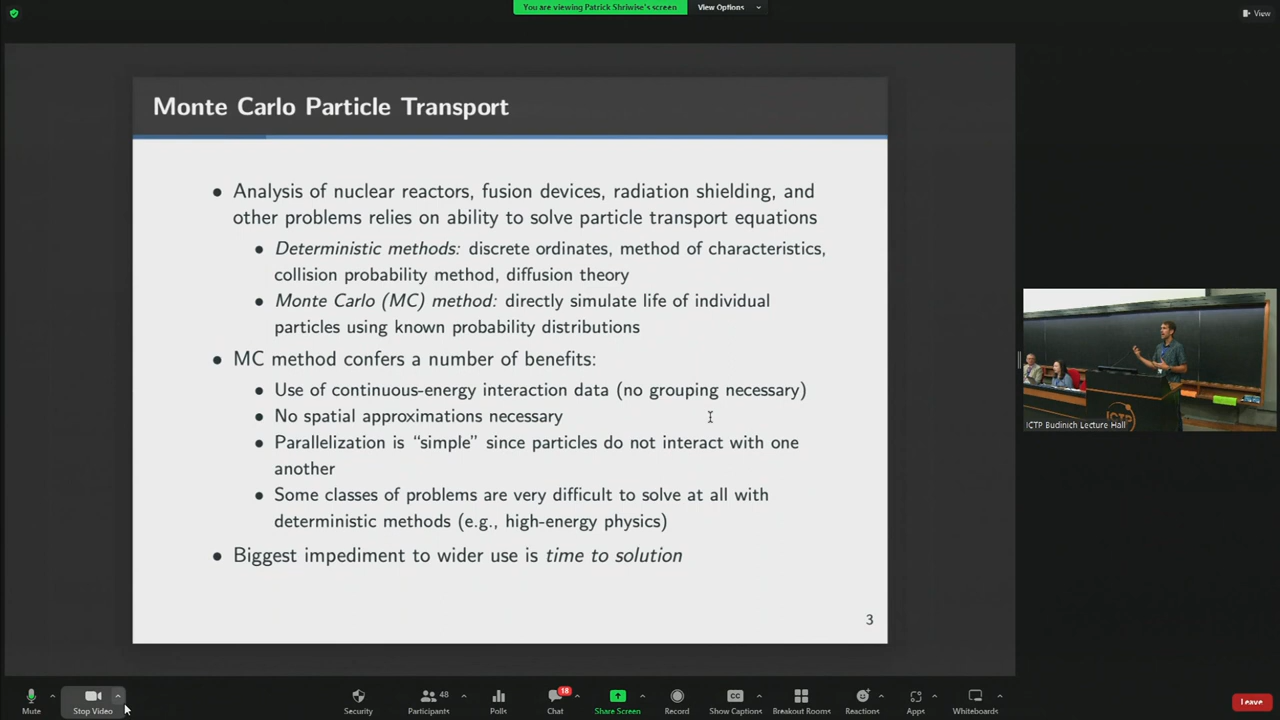 You are viewing Patrick Shriwise's screen
View Options
View
Monte Carlo Particle Transport
• Analysis of nuclear reactors, fusion devices, radiation shielding, and
other problems relies on ability to solve particle transport equations
• Deterministic methods: discrete ordinates, method of characteristics,
collision probability method, diffusion theory
• Monte Carlo (MC) method: directly simulate life of individual
particles using known probability distributions
• MC method confers a number of benefits:
• Use of continuous-energy interaction data (no grouping necessary)
• No spatial approximations necessary
• Parallelization is “simple” since particles do not interact with one
another
• Some classes of problems are very difficult to solve at all with
deterministic methods (e.g., high-energy physics)
• Biggest impediment to wider use is time to solution
3
ICTP
ICTP Budinich Lecture Hall
Mute
Stop Video
Security
Participants
48
Polls
Chat
18
Share Screen
Record
Show Captions
Breakout Rooms
Reactions
Apps
Whiteboards
Leave